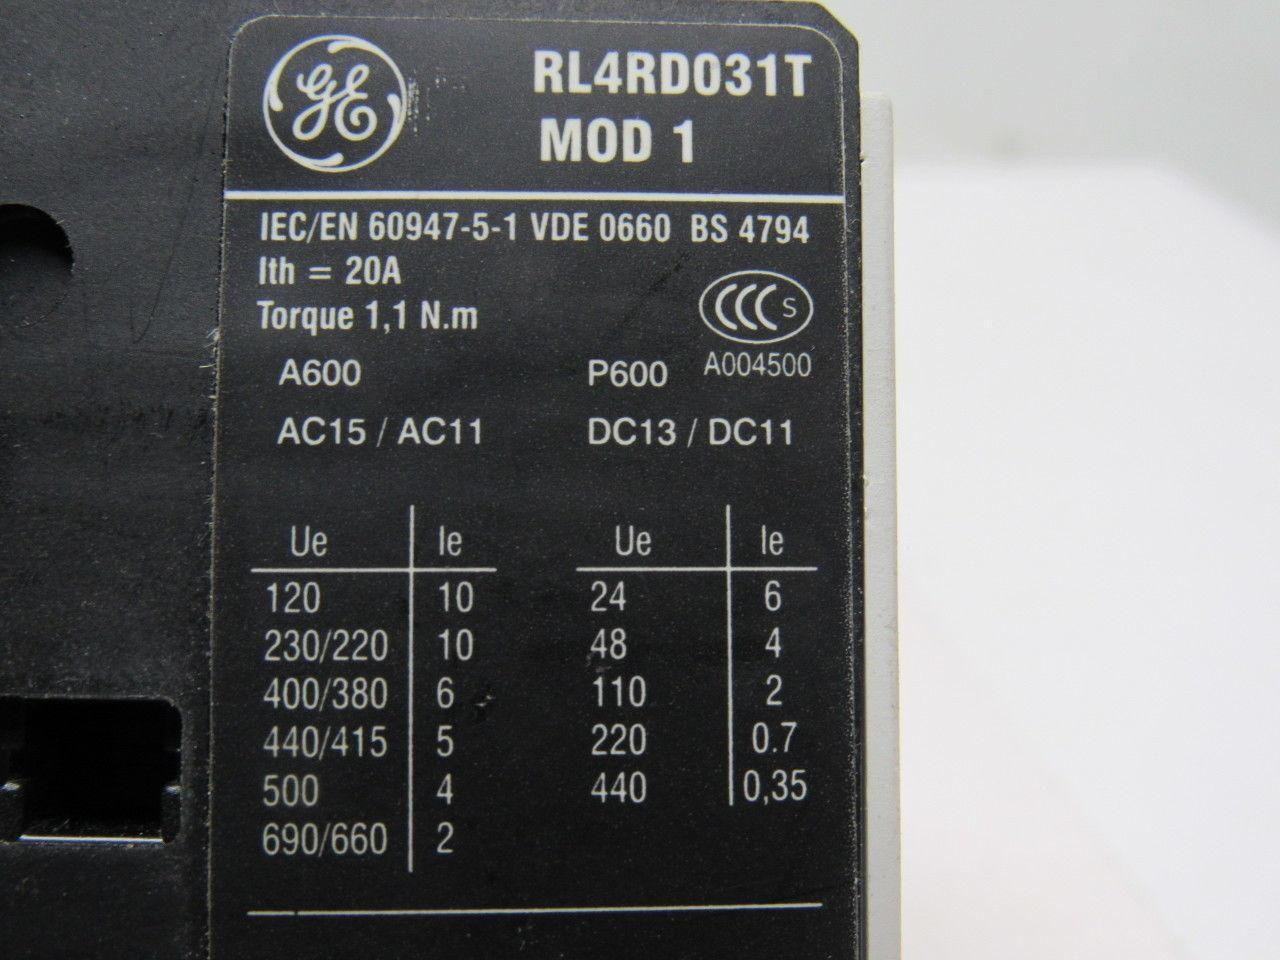 GE
RL4RD031T
MOD 1
IEC/EN 60947-5-1 VDE 0660 BS 4794
Ith = 20A
Torque 1,1 N.m
CCC S
A004500
A600 P600
AC15 / AC11 DC13 / DC11
Ue Ie Ue Ie
120 10 24 6
230/220 10 48 4
400/380 6 110 2
440/415 5 220 0.7
500 4 440 0,35
690/660 2